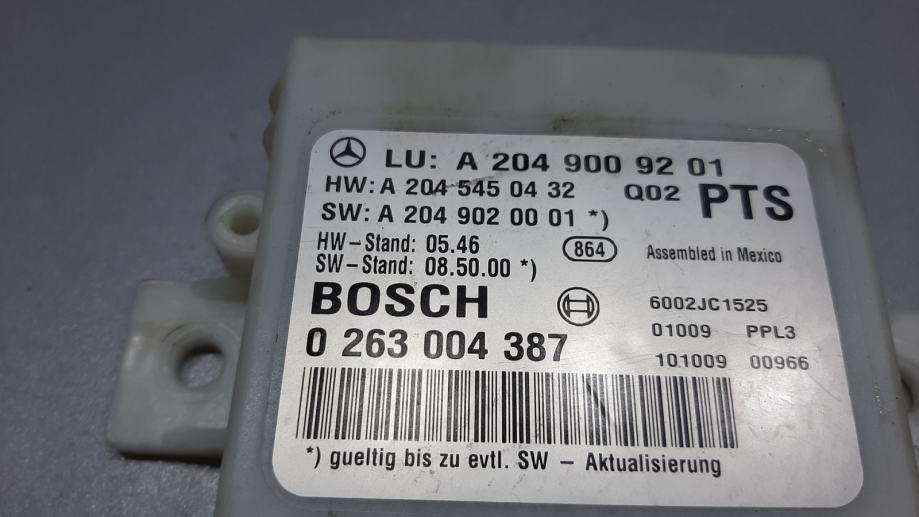 LU: A 204 900 92 01
HW: A 204 545 04 32 Q02 PTS
SW: A 204 902 00 01 *)
HW-Stand: 05.46 864 Assembled in Mexico
SW-Stand: 08.50.00 *)
BOSCH 6002JC1525
0 263 004 387 01009 PPL3
101009 00966
*) gueltig bis zu evtl. SW - Aktualisierung